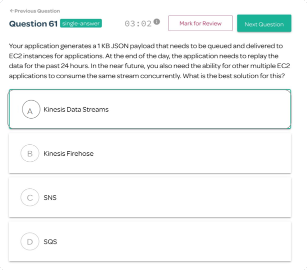 Previous Question
Question 61 single-answer 03:02 Mark for Review Next Question
Your application generates a 1 KB JSON payload that needs to be queued and delivered to
EC2 instances for applications. At the end of the day, the application needs to replay the
data for the past 24 hours. In the near future, you also need the ability for other multiple EC2
applications to consume the same stream concurrently. What is the best solution for this?
A Kinesis Data Streams
B Kinesis Firehose
C SNS
D SQS